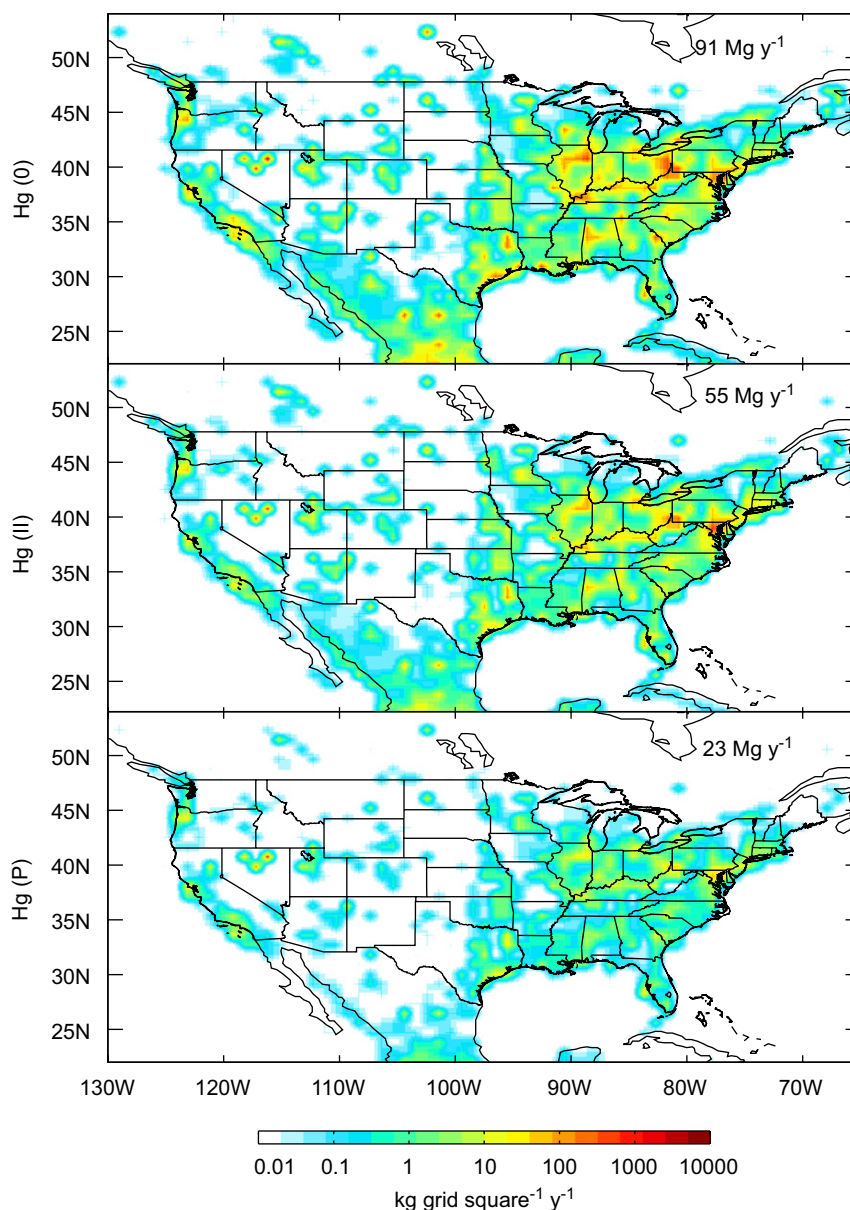 50N
91 Mg y⁻¹
45N
40N
Hg (0)
35N
30N
25N
50N
55 Mg y⁻¹
45N
40N
Hg (II)
35N
30N
25N
50N
23 Mg y⁻¹
45N
40N
Hg (P)
35N
30N
25N
130W 120W 110W 100W 90W 80W 70W
0.01 0.1 1 10 100 1000 10000
kg grid square⁻¹ y⁻¹